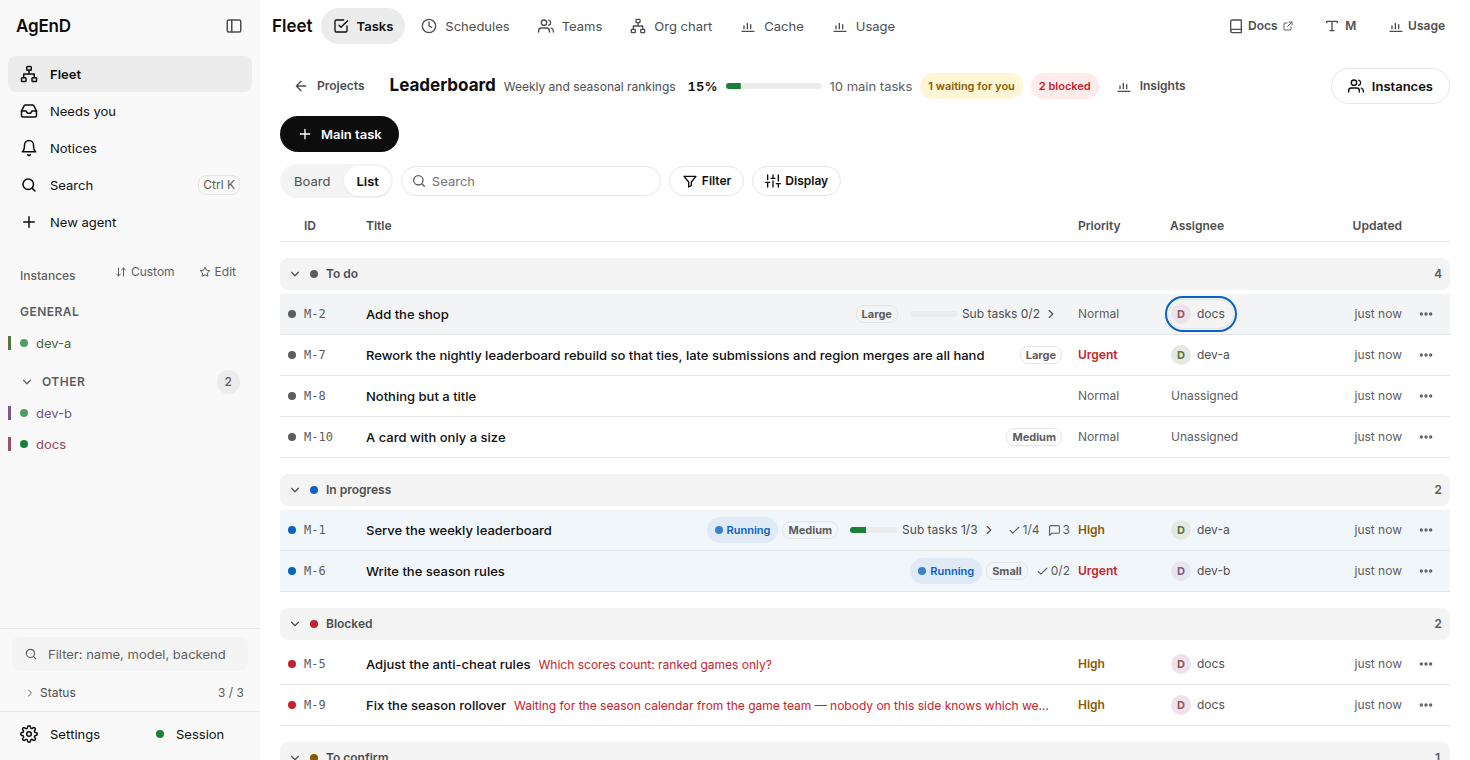 AgEnD
Fleet
Needs you
Notices
Search Ctrl K
New agent
Instances Custom Edit
GENERAL
dev-a
OTHER 2
dev-b
docs
Filter: name, model, backend
Status 3 / 3
Settings Session
Fleet Tasks Schedules Teams Org chart Cache Usage Docs M Usage
Projects Leaderboard Weekly and seasonal rankings 15% 10 main tasks 1 waiting for you 2 blocked Insights Instances
Main task
Board List Search Filter Display
ID Title Priority Assignee Updated
To do 4
M-2 Add the shop Large Sub tasks 0/2 Normal D docs just now
M-7 Rework the nightly leaderboard rebuild so that ties, late submissions and region merges are all hand Large Urgent D dev-a just now
M-8 Nothing but a title Normal Unassigned just now
M-10 A card with only a size Medium Normal Unassigned just now
In progress 2
M-1 Serve the weekly leaderboard Running Medium Sub tasks 1/3 1/4 3 High D dev-a just now
M-6 Write the season rules Running Small 0/2 Urgent D dev-b just now
Blocked 2
M-5 Adjust the anti-cheat rules Which scores count: ranked games only? High D docs just now
M-9 Fix the season rollover Waiting for the season calendar from the game team — nobody on this side knows which we... High D docs just now
To confirm 1